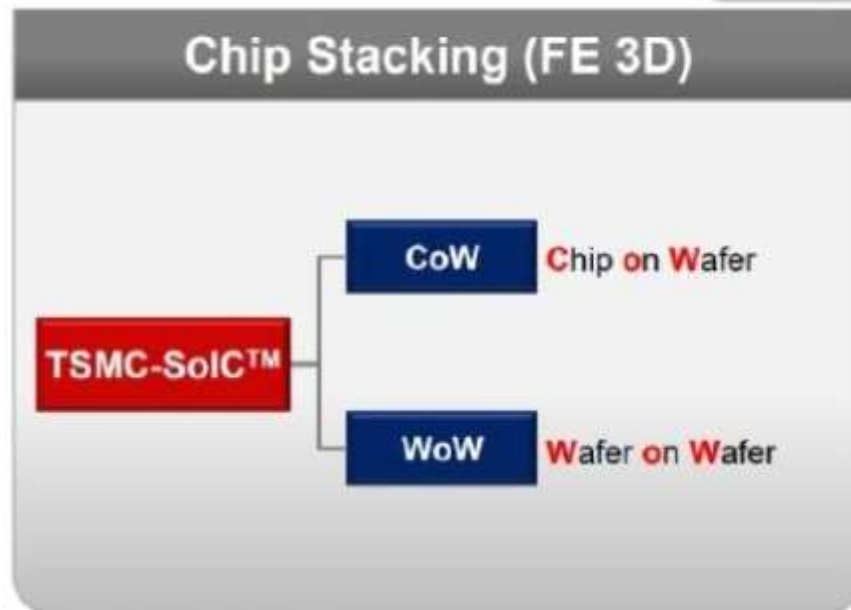 Chip Stacking (FE 3D)
CoW
Chip on Wafer
TSMC-SoIC™
WoW
Wafer on Wafer